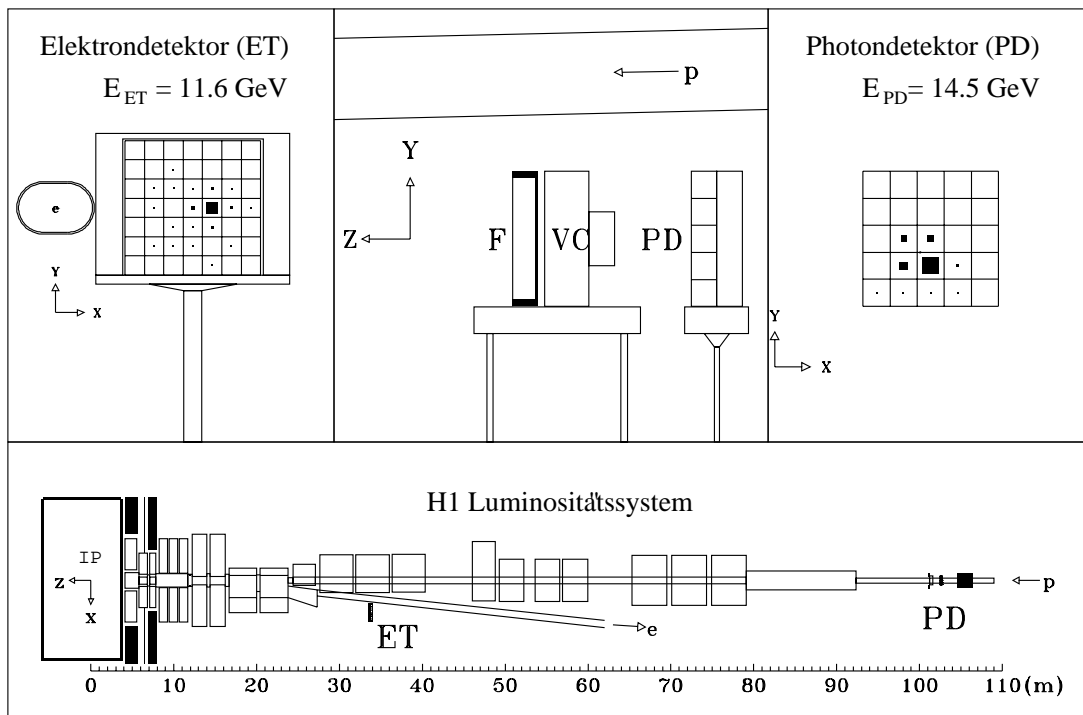 Elektrondetektor (ET)
E_ET = 11.6 GeV
e
Y
X
p
Y
Z
F VC PD
Photondetektor (PD)
E_PD= 14.5 GeV
Y
X
H1 Luminositätssystem
IP
z
x
ET
e
PD
p
0 10 20 30 40 50 60 70 80 90 100 110(m)